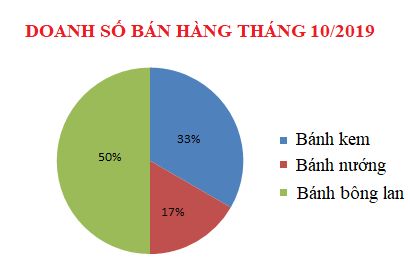 DOANH SỐ BÁN HÀNG THÁNG 10/2019
33%
50%
17%
Bánh kem
Bánh nướng
Bánh bông lan